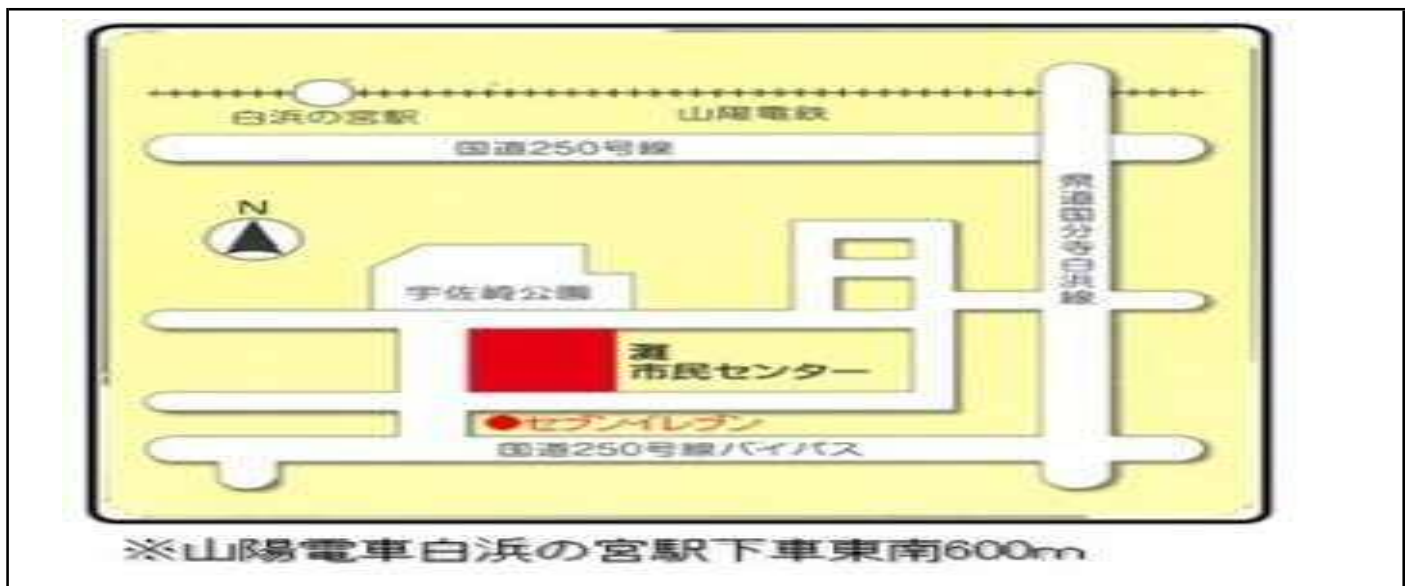 白浜の宮駅
山陽電鉄
国道250号線
県道国分寺白浜線
N
宇佐崎公園
灘
市民センター
●セブンイレブン
国道250号線バイパス
※山陽電車白浜の宮駅下車東南600m